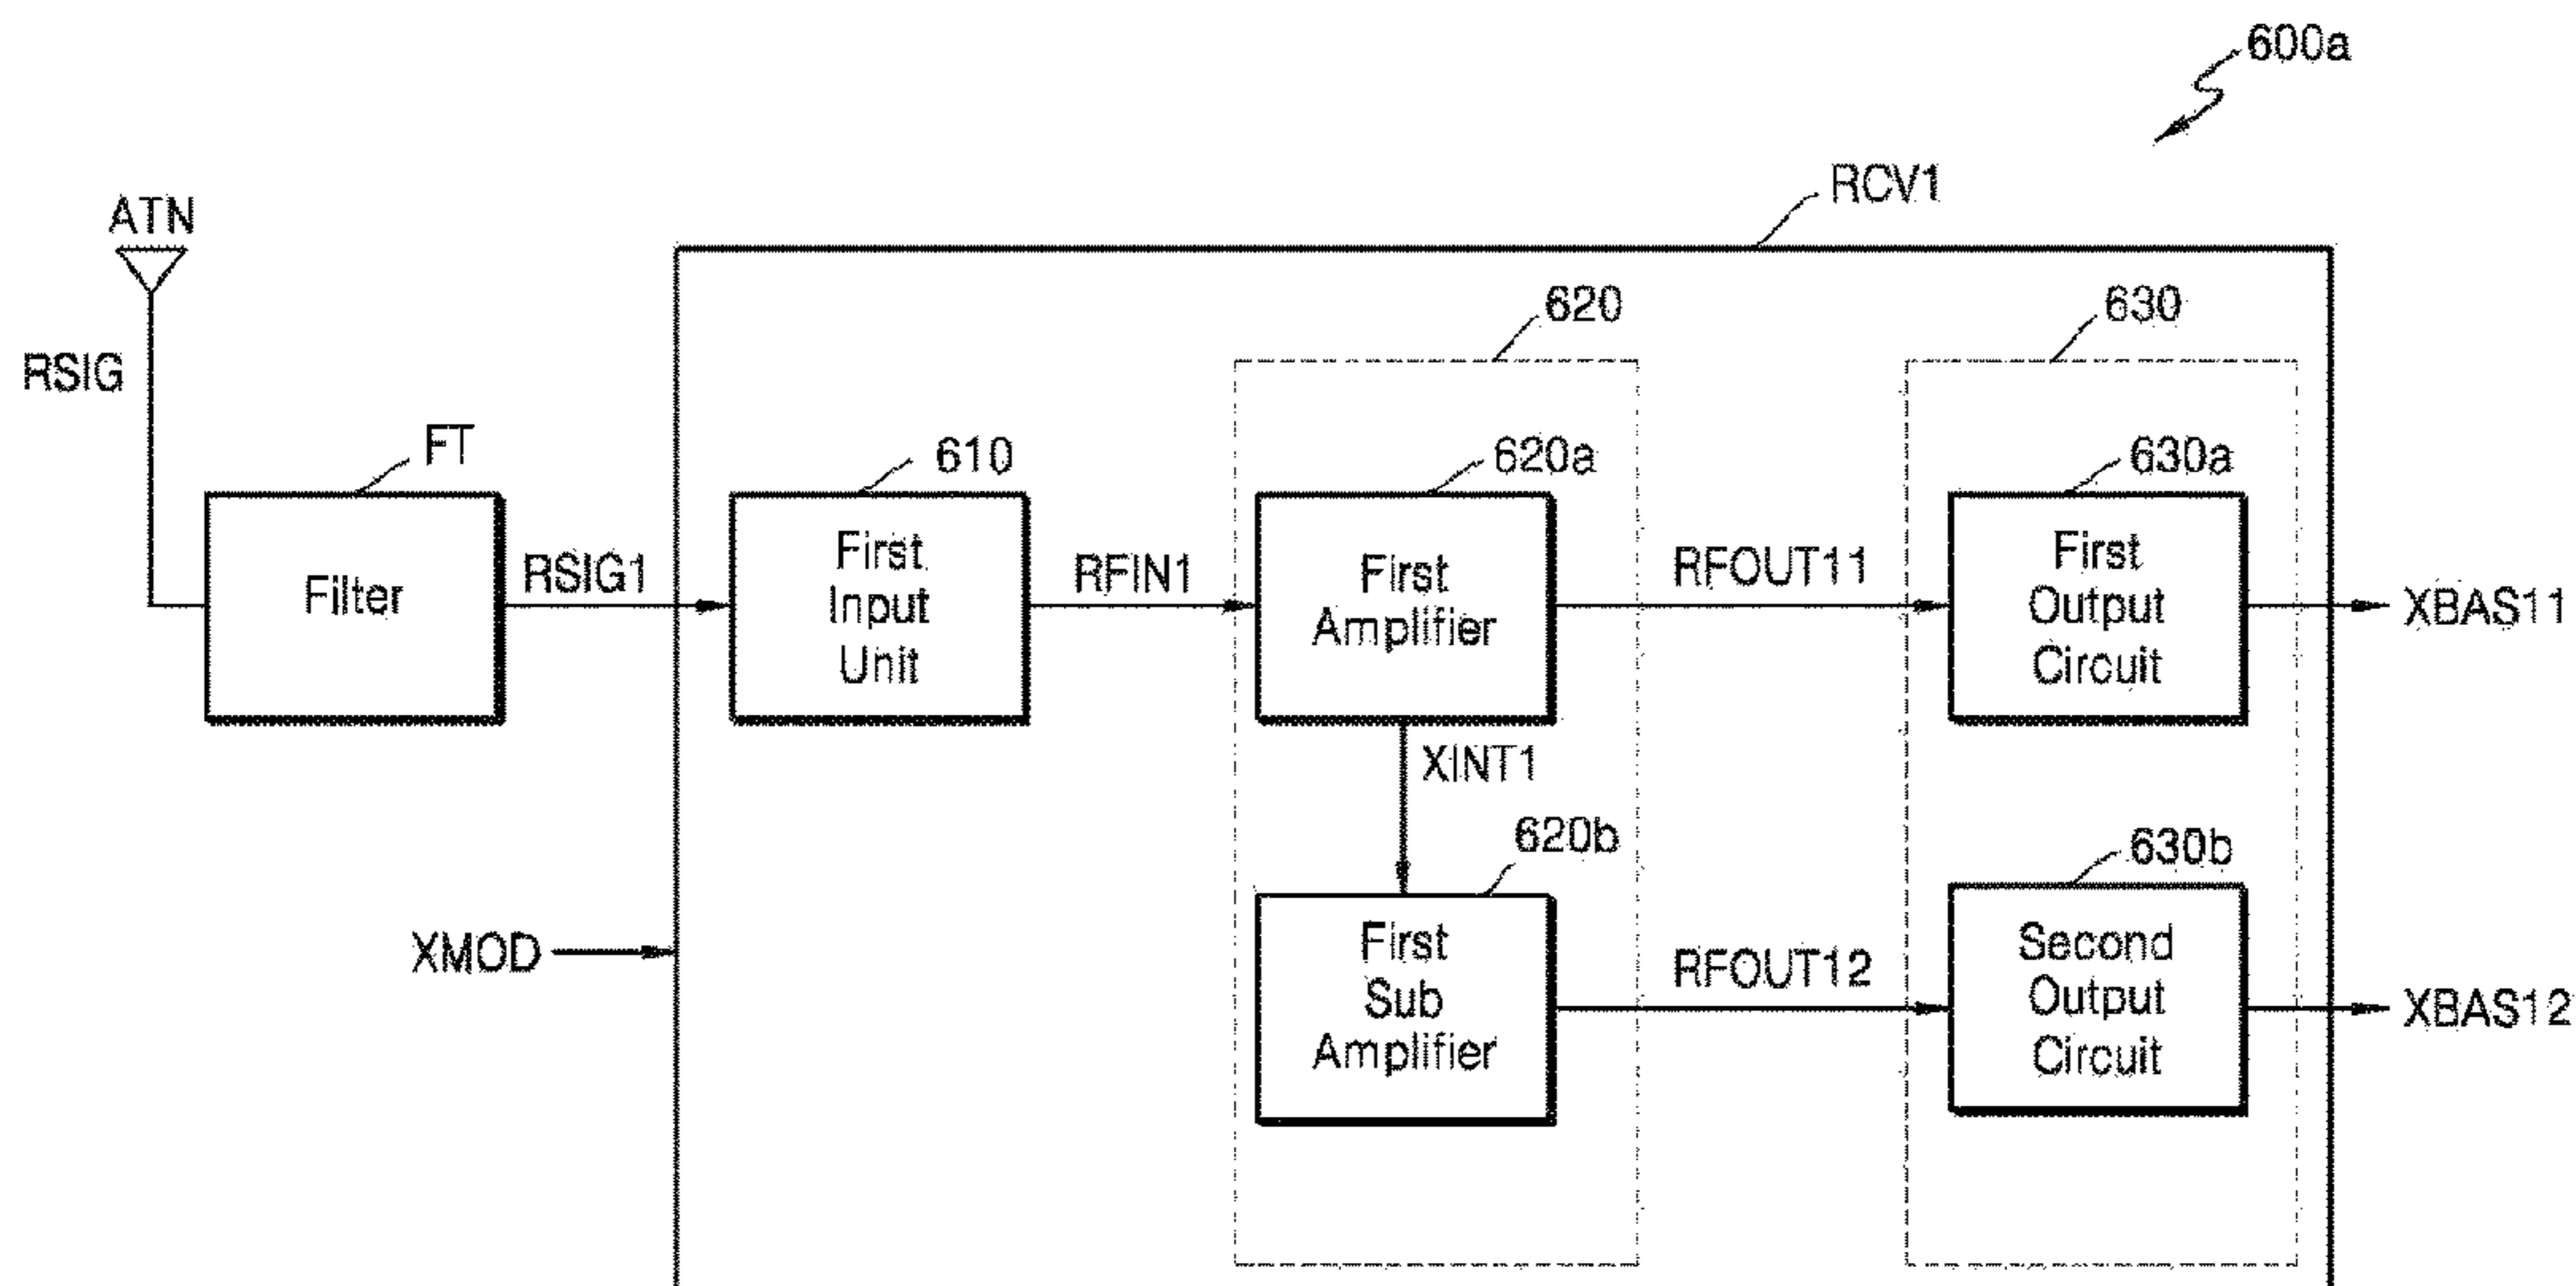 600a
RCV1
ATN
620
630
RSIG
FT
610
620a
630a
Filter
RSIG1
First
Input
Unit
RFIN1
First
Amplifier
RFOUT11
First
Output
Circuit
XBAS11
XINT1
620b
630b
XMOD
First
Sub
Amplifier
RFOUT12
Second
Output
Circuit
XBAS12